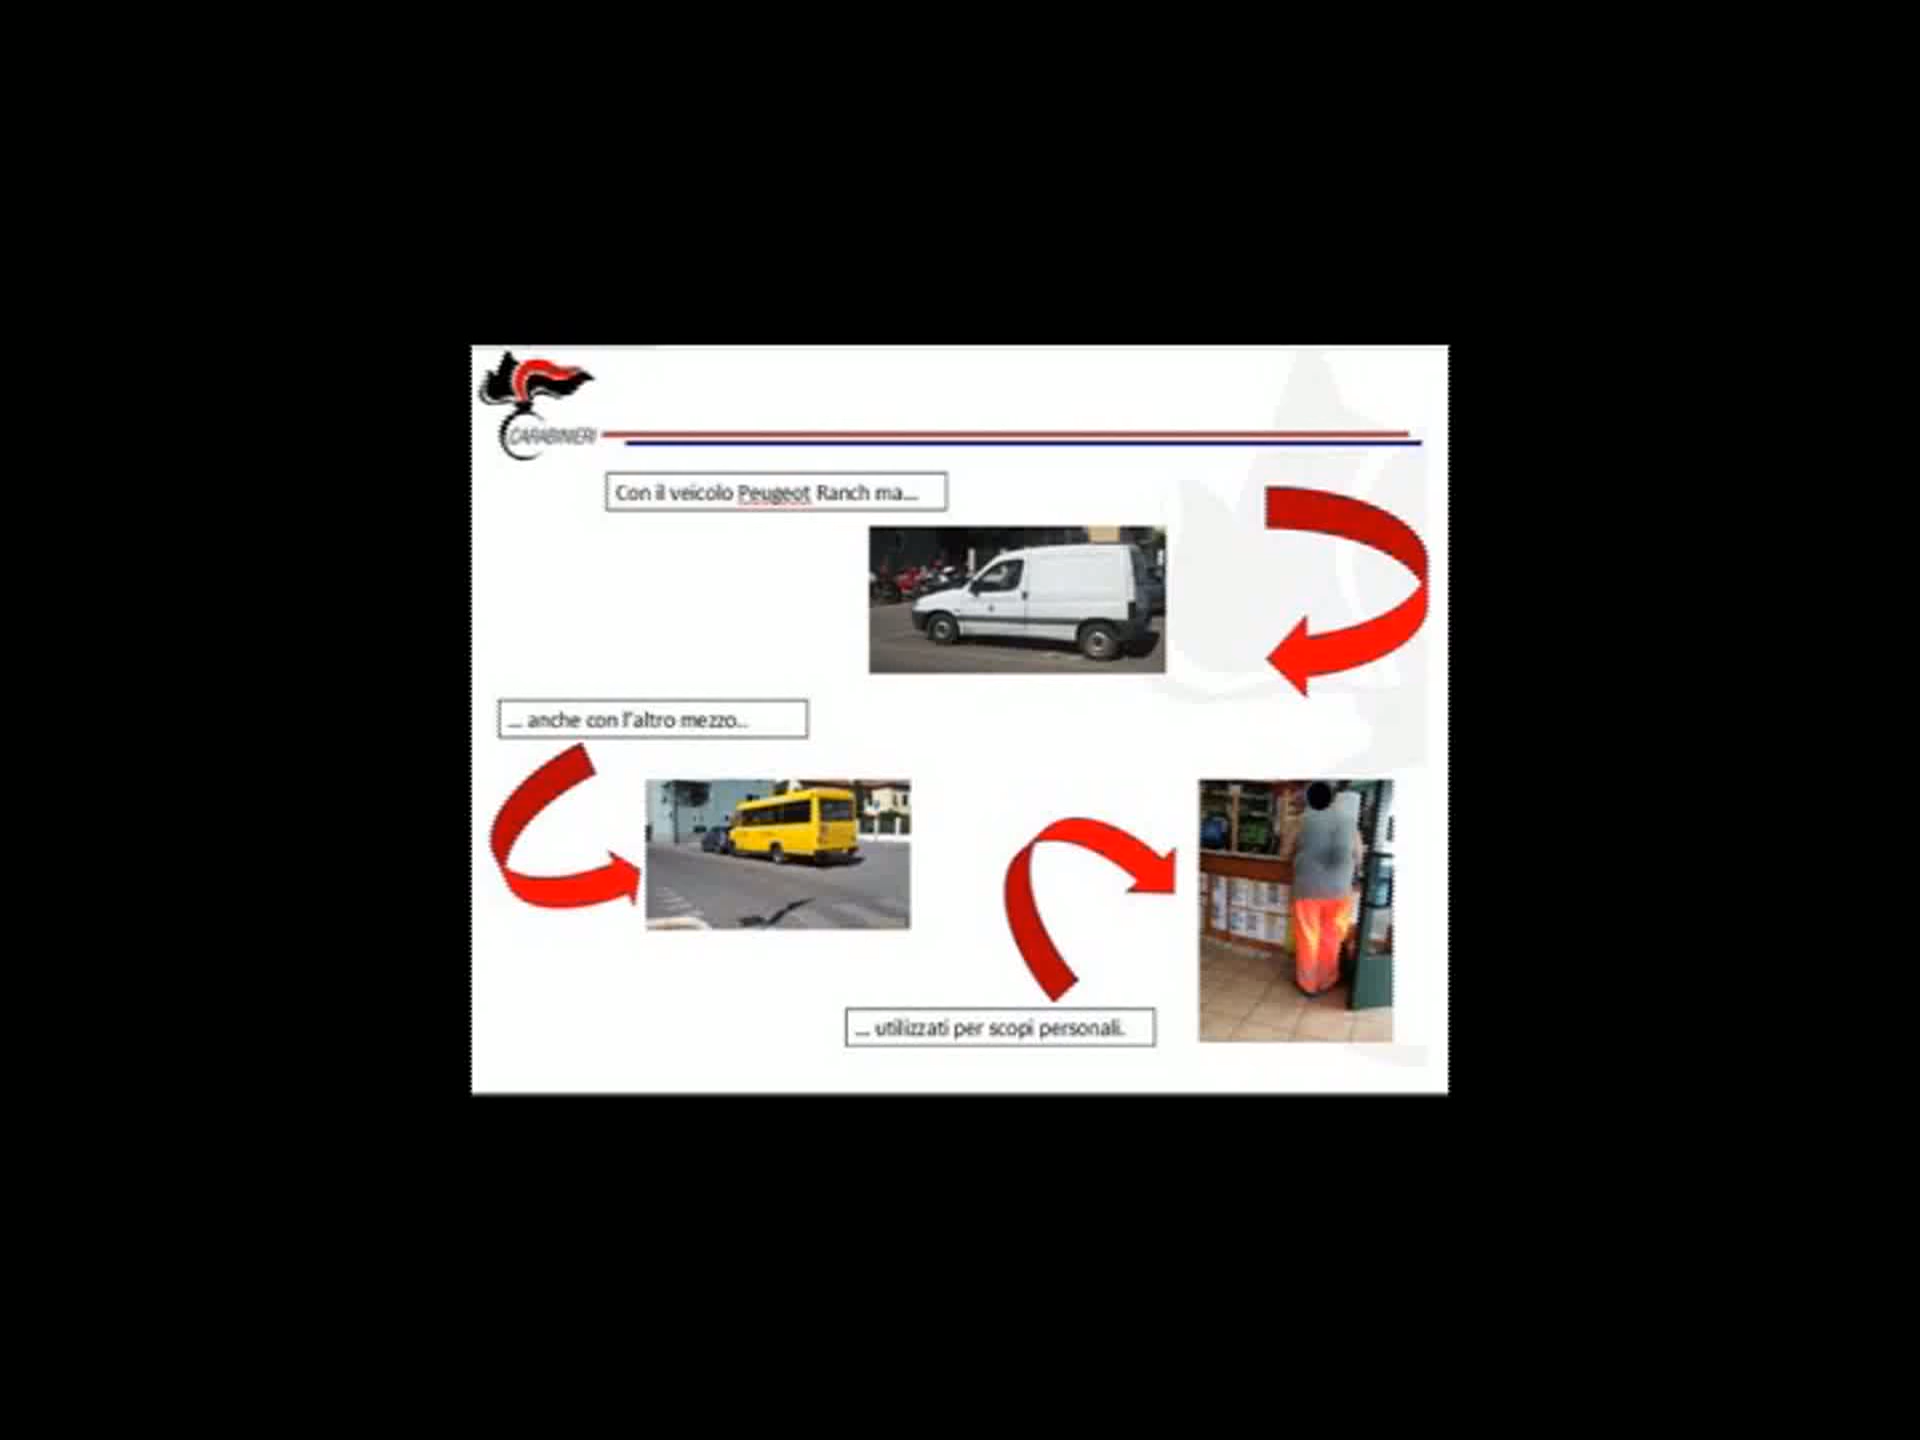 CARABINIERI
Con il veicolo Peugeot Ranch ma...
... anche con l'altro mezzo...
... utilizzati per scopi personali.